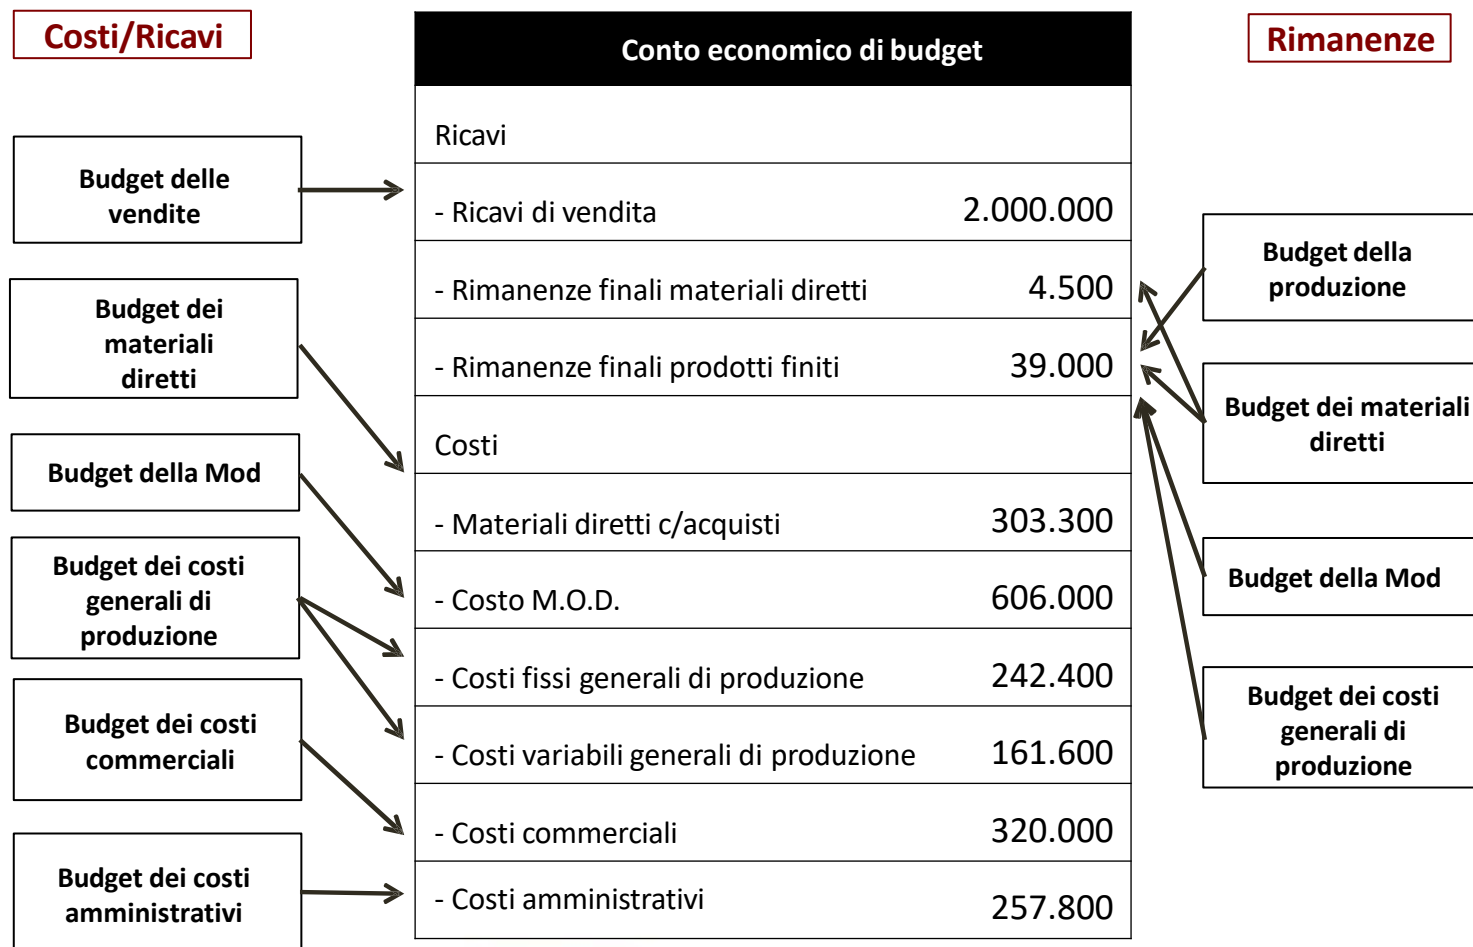 Costi/Ricavi
Conto economico di budget
Rimanenze
Budget delle
vendite
Budget dei
materiali
diretti
Budget della Mod
Budget dei costi
generali di
produzione
Budget dei costi
commerciali
Budget dei costi
amministrativi
Ricavi
- Ricavi di vendita 2.000.000
- Rimanenze finali materiali diretti 4.500
- Rimanenze finali prodotti finiti 39.000
Costi
- Materiali diretti c/acquisti 303.300
- Costo M.O.D. 606.000
- Costi fissi generali di produzione 242.400
- Costi variabili generali di produzione 161.600
- Costi commerciali 320.000
- Costi amministrativi 257.800
Budget della
produzione
Budget dei materiali
diretti
Budget della Mod
Budget dei costi
generali di
produzione